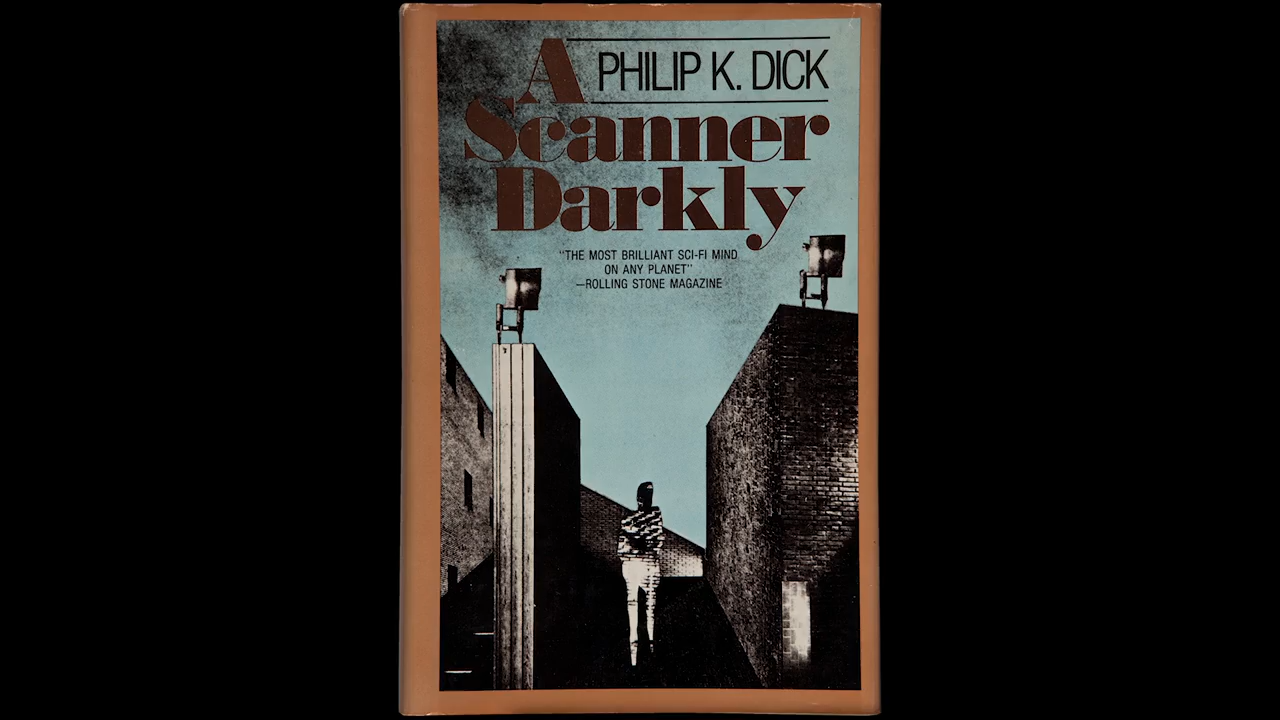 A PHILIP K. DICK
Scanner
Darkly
"THE MOST BRILLIANT SCI-FI MIND
ON ANY PLANET"
—ROLLING STONE MAGAZINE